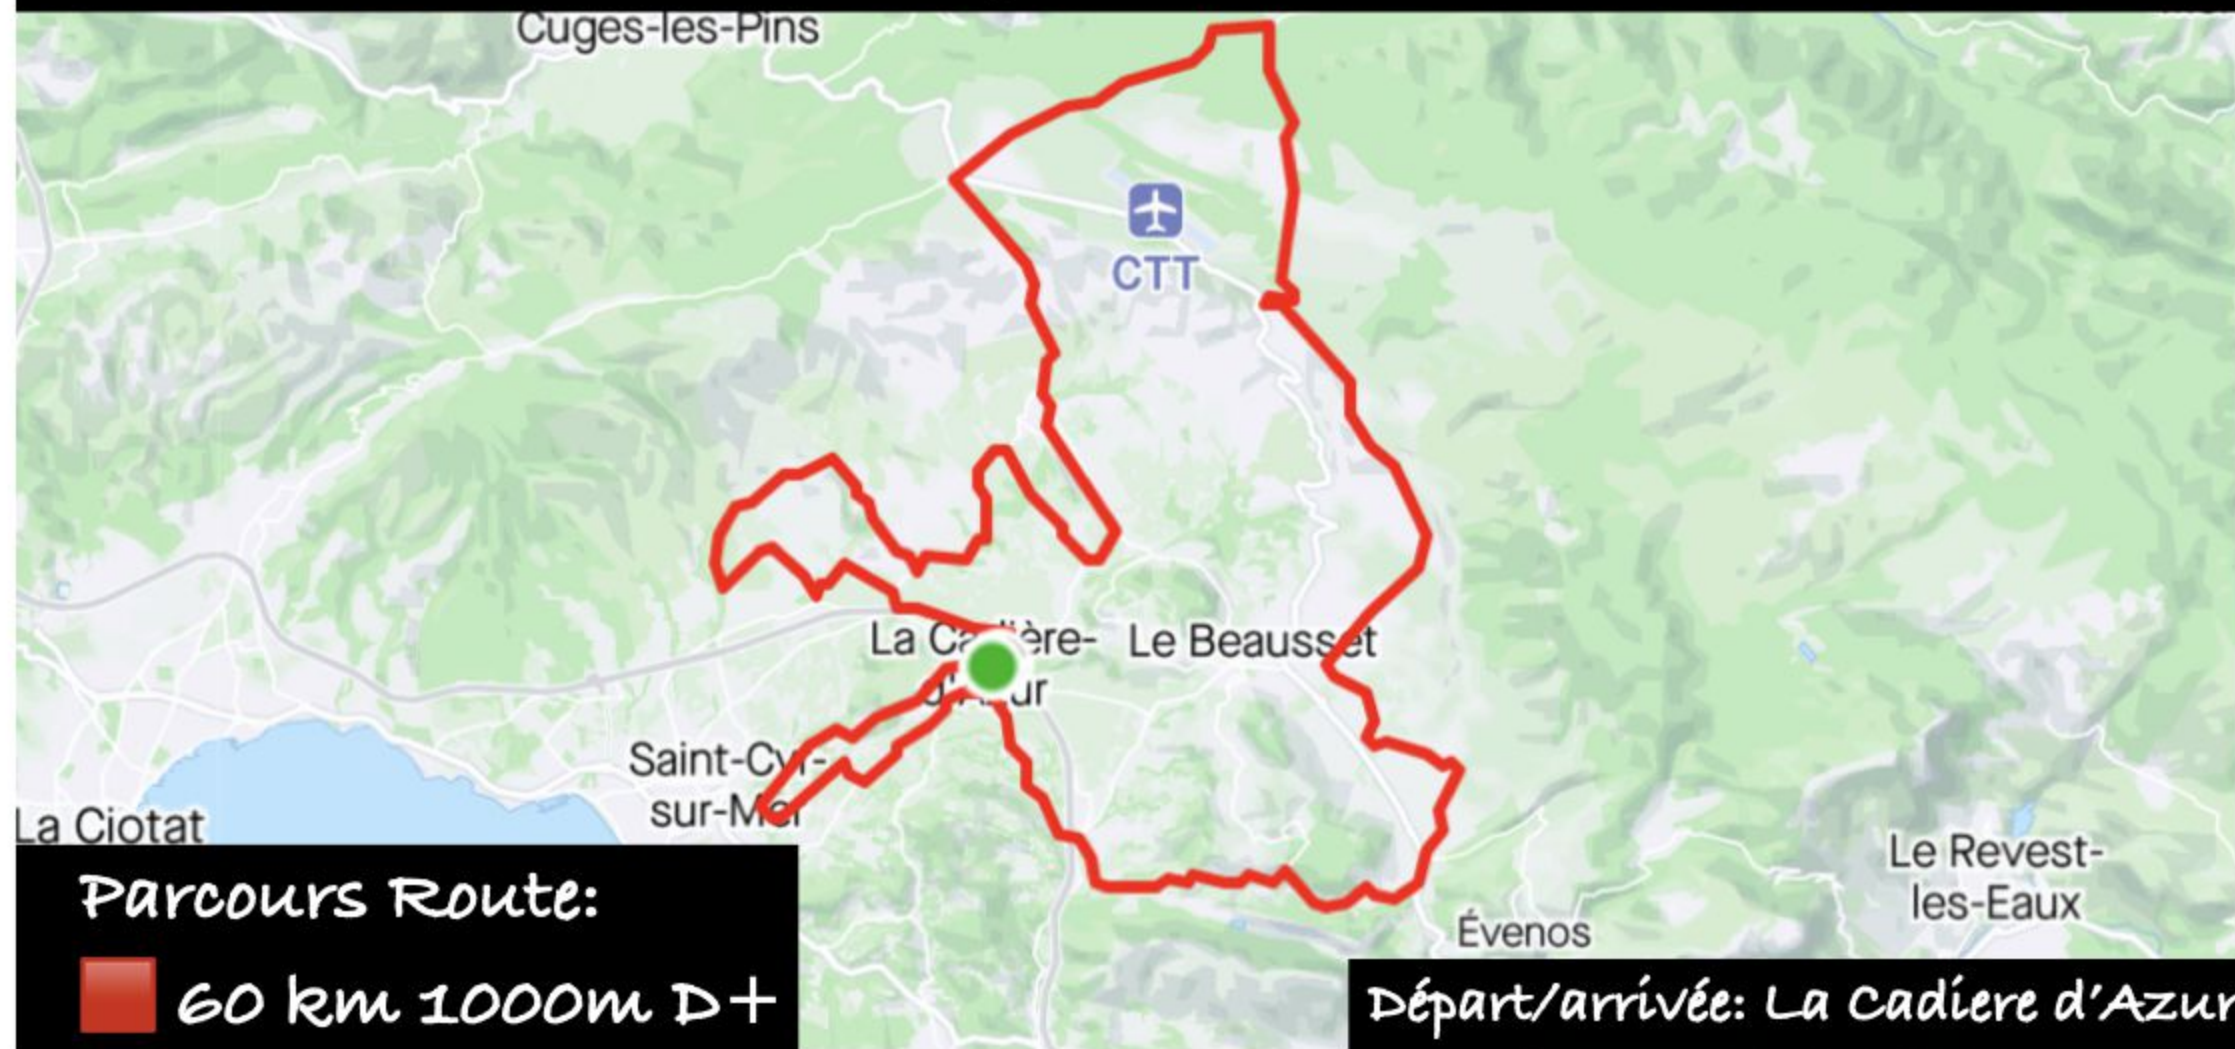 Cuges-les-Pins
CTT
La Cadière-
d'Azur
Le Beausset
Saint-Cyr-
sur-Mer
La Ciotat
Le Revest-
les-Eaux
Évenos
Parcours Route:
60 km 1000m D+
Départ/arrivée: La Cadiere d'Azur